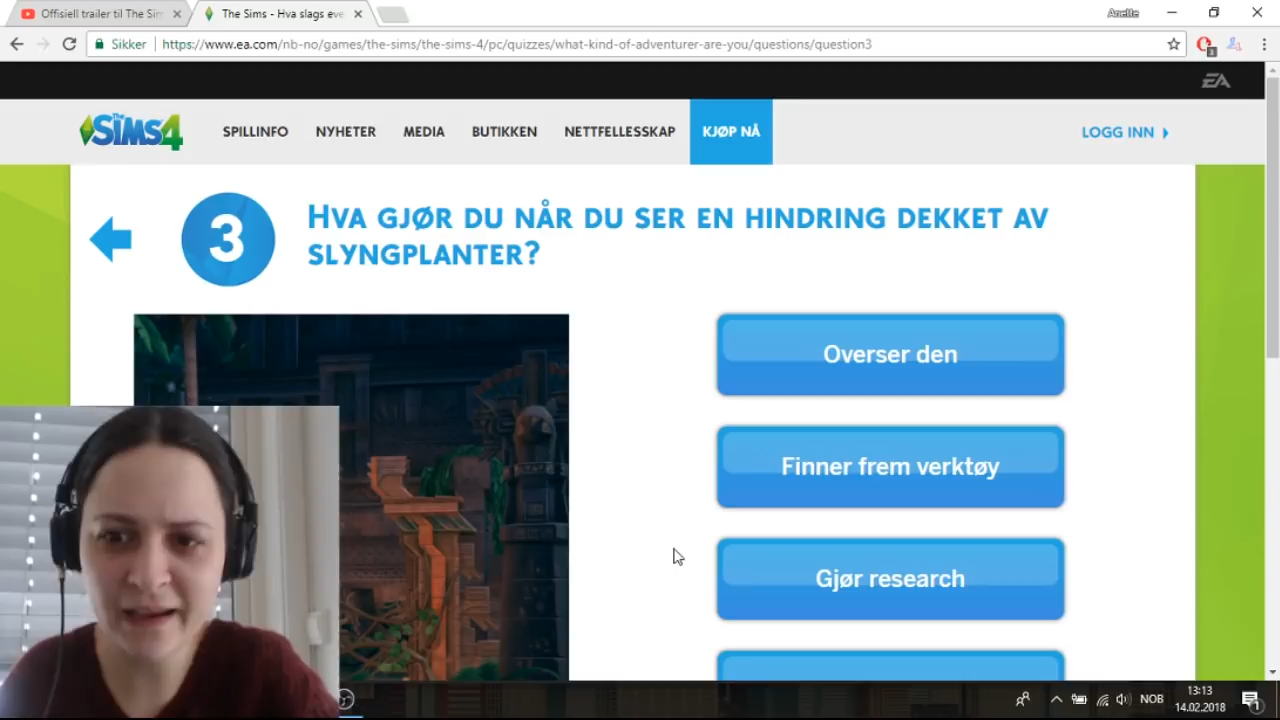 Offisiell trailer til The Sim
The Sims - Hva slags eve
Anette
Sikker
https://www.ea.com/nb-no/games/the-sims/the-sims-4/pc/quizzes/what-kind-of-adventurer-are-you/questions/question3
EA
The Sims 4
SPILLINFO
NYHETER
MEDIA
BUTIKKEN
NETTFELLESSKAP
KJØP NÅ
LOGG INN
3
HVA GJØR DU NÅR DU SER EN HINDRING DEKKET AV
SLYNGPLANTER?
Overser den
Finner frem verktøy
Gjør research
NOB
13:13
14.02.2018